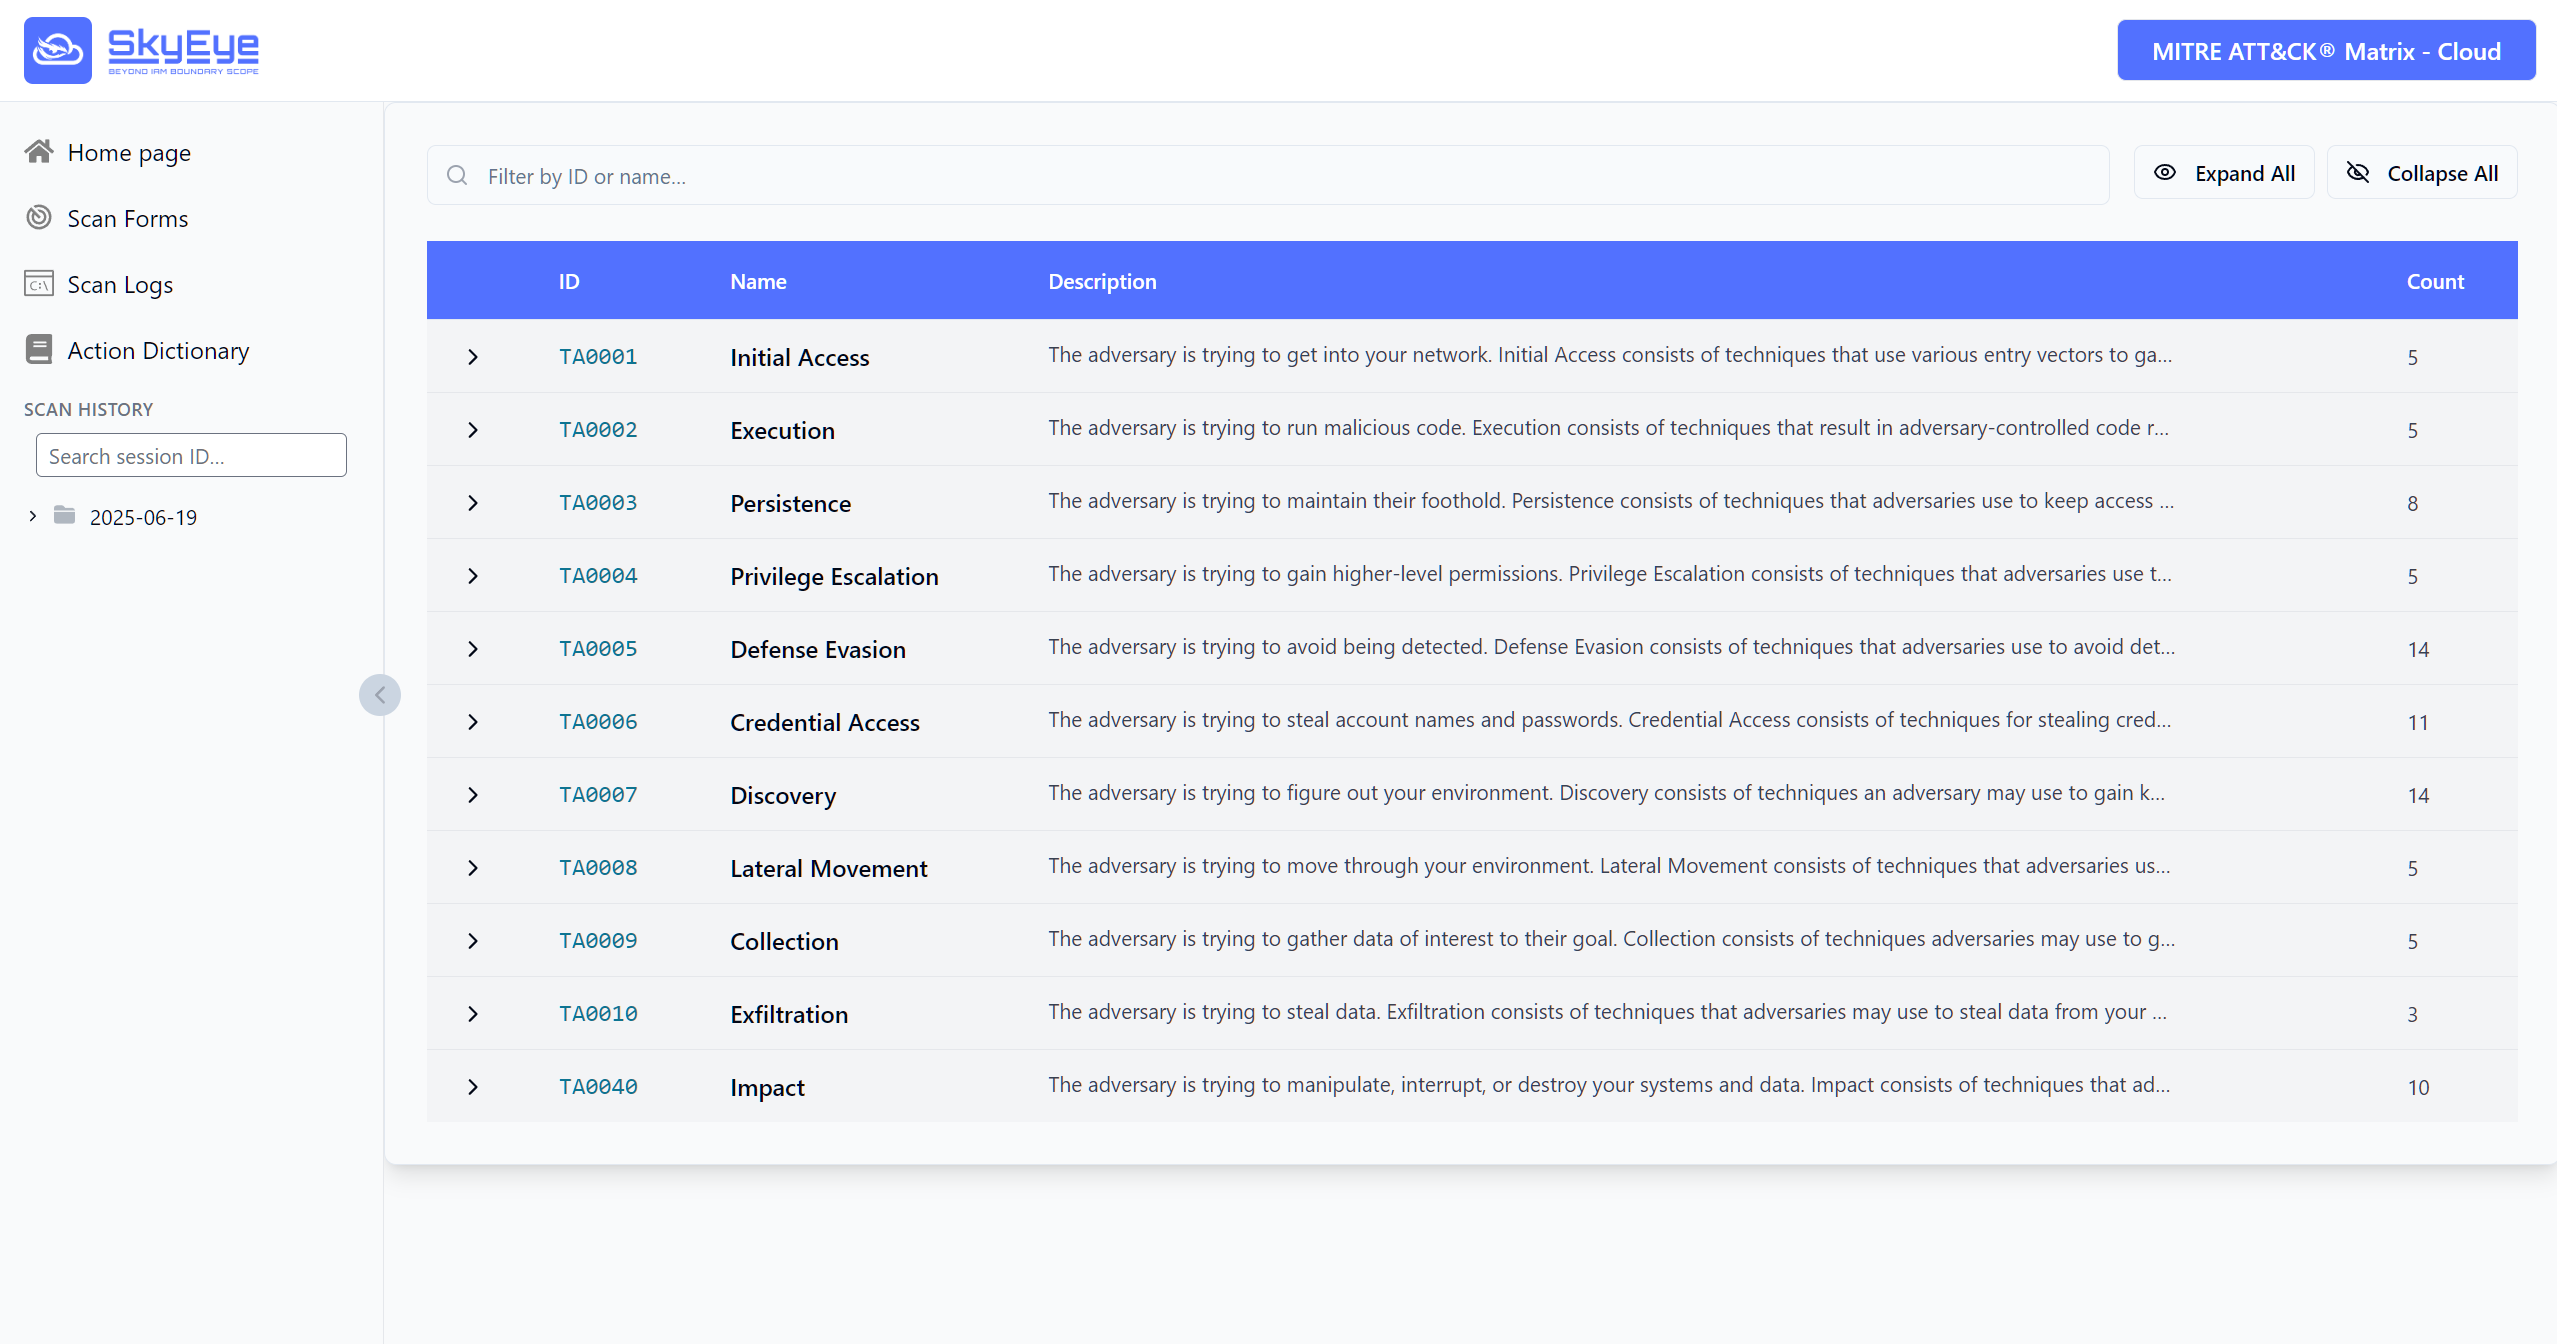 SkyEye
BEYOND IAM BOUNDARY SCOPE
MITRE ATT&CK® Matrix - Cloud
Home page
Scan Forms
C:\ Scan Logs
Action Dictionary
SCAN HISTORY
Search session ID...
2025-06-19
Filter by ID or name...
Expand All
Collapse All
ID Name Description Count
TA0001 Initial Access The adversary is trying to get into your network. Initial Access consists of techniques that use various entry vectors to ga... 5
TA0002 Execution The adversary is trying to run malicious code. Execution consists of techniques that result in adversary-controlled code r... 5
TA0003 Persistence The adversary is trying to maintain their foothold. Persistence consists of techniques that adversaries use to keep access ... 8
TA0004 Privilege Escalation The adversary is trying to gain higher-level permissions. Privilege Escalation consists of techniques that adversaries use t... 5
TA0005 Defense Evasion The adversary is trying to avoid being detected. Defense Evasion consists of techniques that adversaries use to avoid det... 14
TA0006 Credential Access The adversary is trying to steal account names and passwords. Credential Access consists of techniques for stealing cred... 11
TA0007 Discovery The adversary is trying to figure out your environment. Discovery consists of techniques an adversary may use to gain k... 14
TA0008 Lateral Movement The adversary is trying to move through your environment. Lateral Movement consists of techniques that adversaries us... 5
TA0009 Collection The adversary is trying to gather data of interest to their goal. Collection consists of techniques adversaries may use to g... 5
TA0010 Exfiltration The adversary is trying to steal data. Exfiltration consists of techniques that adversaries may use to steal data from your ... 3
TA0040 Impact The adversary is trying to manipulate, interrupt, or destroy your systems and data. Impact consists of techniques that ad... 10